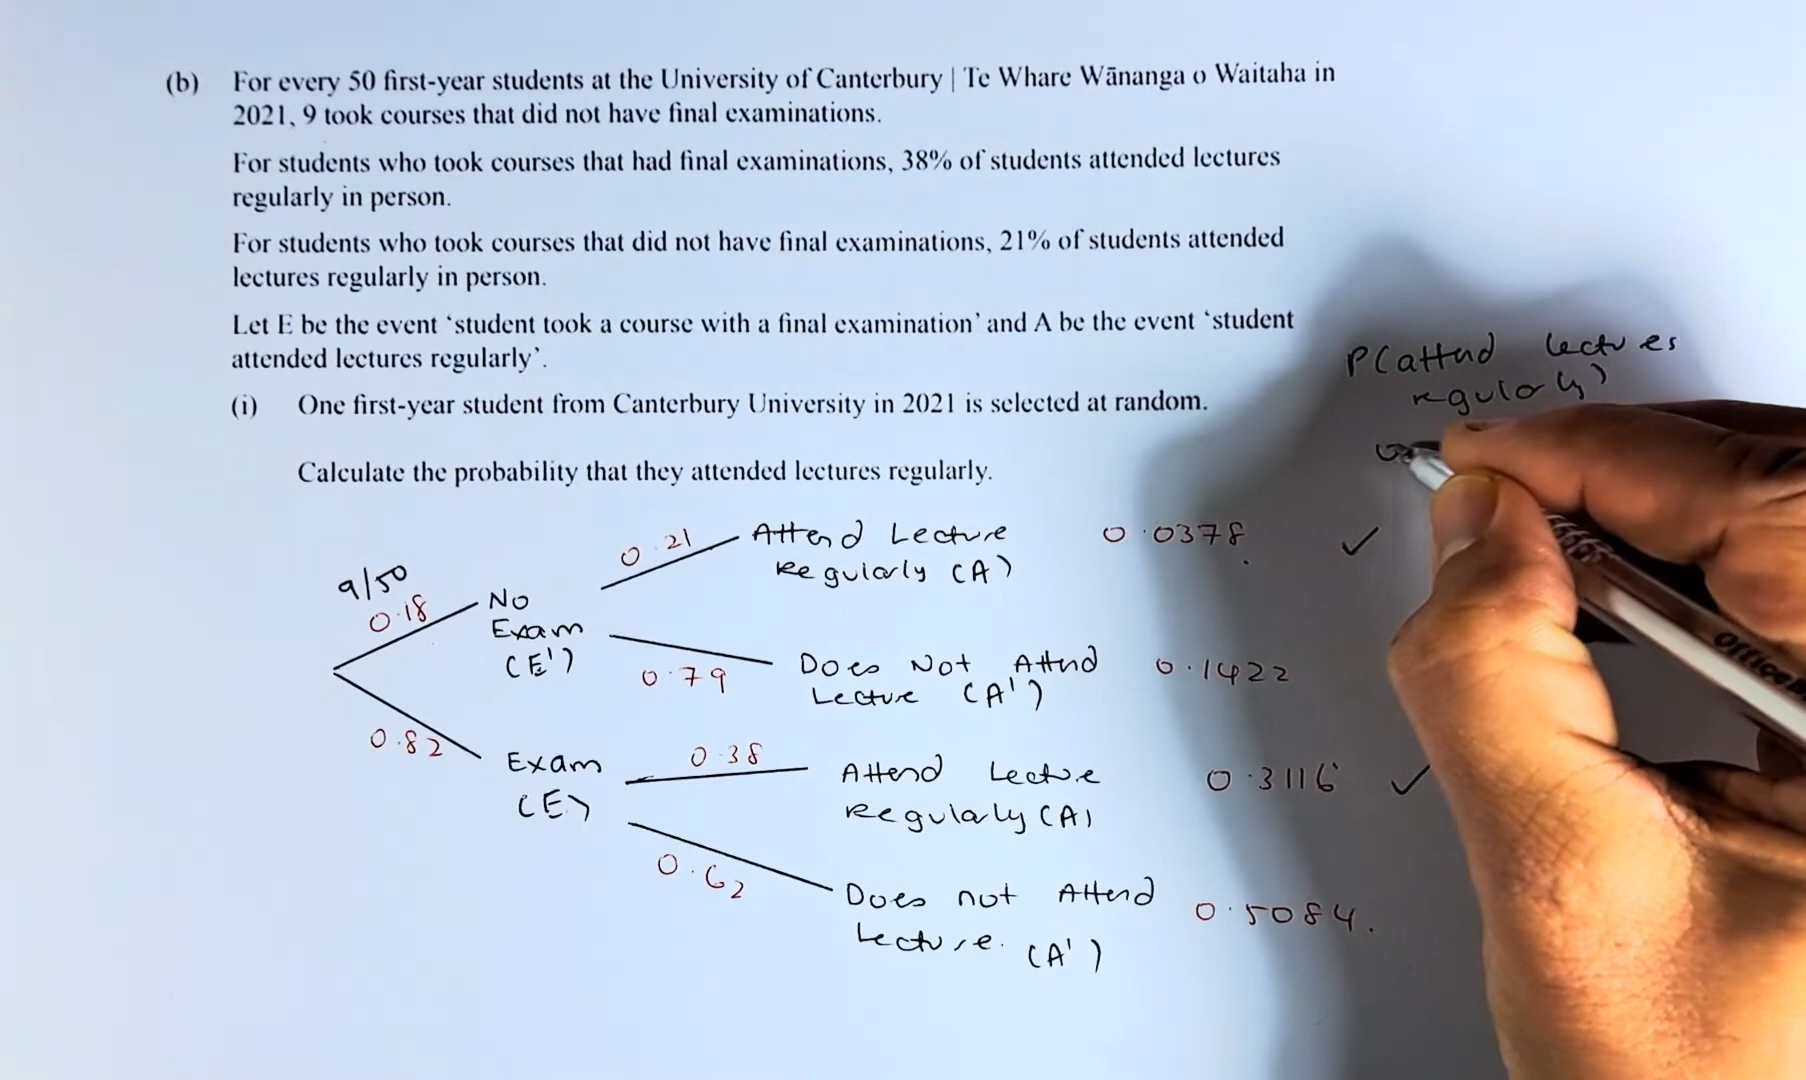 (b) For every 50 first-year students at the University of Canterbury | Te Whare Wānanga o Waitaha in
2021, 9 took courses that did not have final examinations.
For students who took courses that had final examinations, 38% of students attended lectures
regularly in person.
For students who took courses that did not have final examinations, 21% of students attended
lectures regularly in person.
Let E be the event ‘student took a course with a final examination’ and A be the event ‘student
attended lectures regularly’.
P(attend lectures
regularly)
(i) One first-year student from Canterbury University in 2021 is selected at random.
Calculate the probability that they attended lectures regularly.
9/50
0.18
No
Exam
(E')
0.21
Attend Lecture
Regularly (A)
0.0378 ✓
0.79
Does Not Attend
Lecture (A')
0.1422
0.82
Exam
(E)
0.38
Attend Lecture
Regularly (A)
0.3116 ✓
0.62
Does not Attend
Lecture. (A')
0.5084.